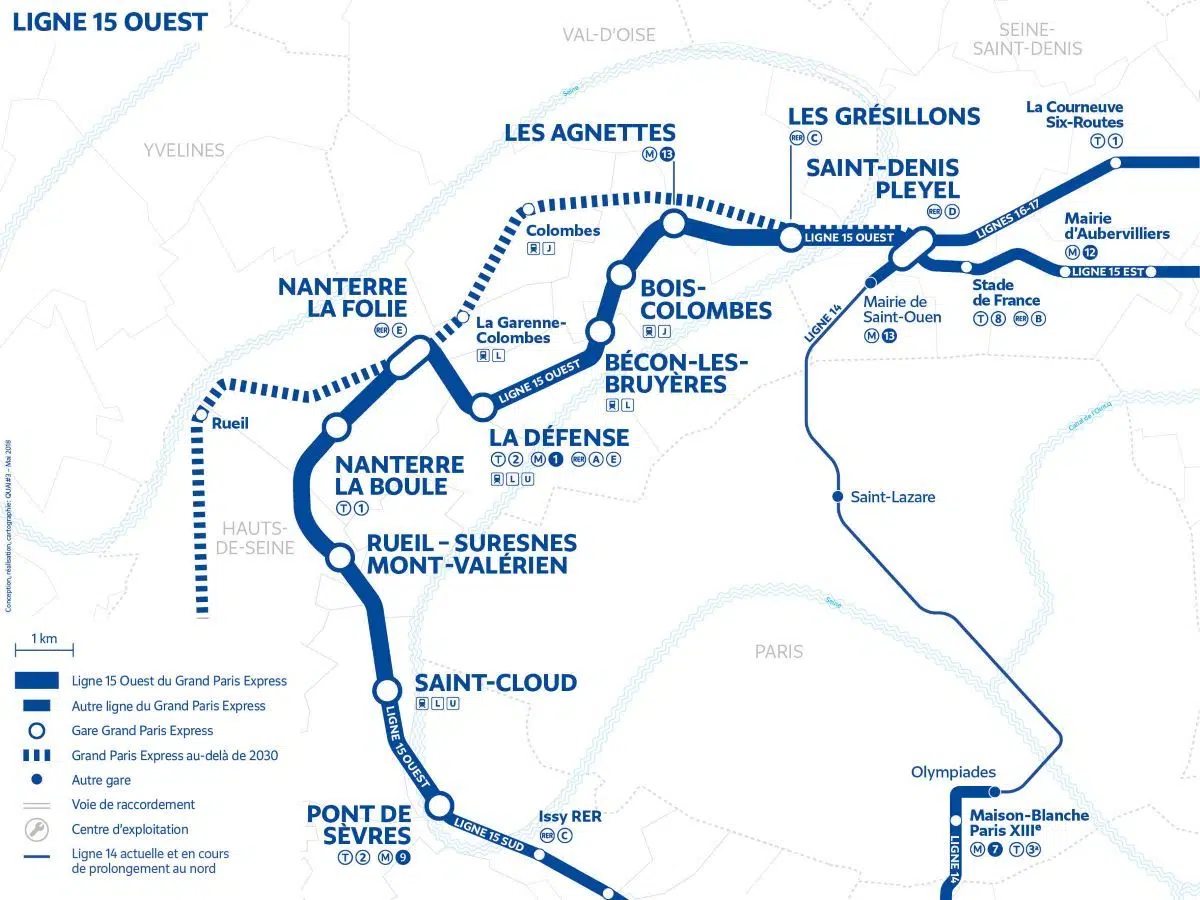 LIGNE 15 OUEST
VAL-D'OISE
SEINE-
SAINT-DENIS
YVELINES
Seine
LES AGNETTES
M 13
LES GRÉSILLONS
RER C
La Courneuve
Six-Routes
T 1
SAINT-DENIS
PLEYEL
RER D
LIGNES 16-17
Mairie
d'Aubervilliers
M 12
Colombes
J
LIGNE 15 OUEST
LIGNE 15 EST
Stade
de France
T 8 RER B
NANTERRE
LA FOLIE
RER E
BOIS-
COLOMBES
J
Mairie de
Saint-Ouen
M 13
LIGNE 14
La Garenne-
Colombes
L
LIGNE 15 OUEST
BÉCON-LES-
BRUYÈRES
L
Rueil
LA DÉFENSE
T 2 M 1 RER A E
L U
Canal de l'Ourcq
NANTERRE
LA BOULE
T 1
Saint-Lazare
HAUTS-
DE-SEINE
RUEIL – SURESNES
MONT-VALÉRIEN
Seine
PARIS
SAINT-CLOUD
L U
LIGNE 15 OUEST
PONT DE
SÈVRES
T 2 M 9
LIGNE 15 SUD
Issy RER
RER C
Olympiades
Maison-Blanche
Paris XIIIe
M 7 T 3a
LIGNE 14
Conception, réalisation, cartographie: QUAI#3 – Mai 2018
1 km
Ligne 15 Ouest du Grand Paris Express
Autre ligne du Grand Paris Express
Gare Grand Paris Express
Grand Paris Express au-delà de 2030
Autre gare
Voie de raccordement
Centre d'exploitation
Ligne 14 actuelle et en cours
de prolongement au nord